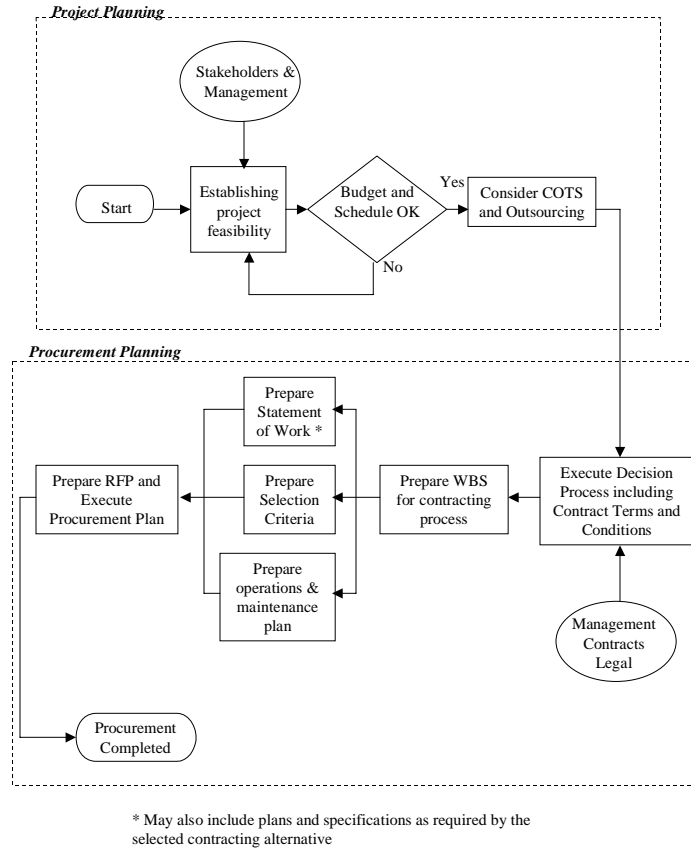 Project Planning
Stakeholders &
Management
Start
Establishing
project
feasibility
Budget and
Schedule OK
Yes
No
Consider COTS
and Outsourcing
Procurement Planning
Prepare
Statement
of Work *
Prepare RFP and
Execute
Procurement Plan
Prepare
Selection
Criteria
Prepare WBS
for contracting
process
Execute Decision
Process including
Contract Terms and
Conditions
Prepare
operations &
maintenance
plan
Management
Contracts
Legal
Procurement
Completed
* May also include plans and specifications as required by the
selected contracting alternative